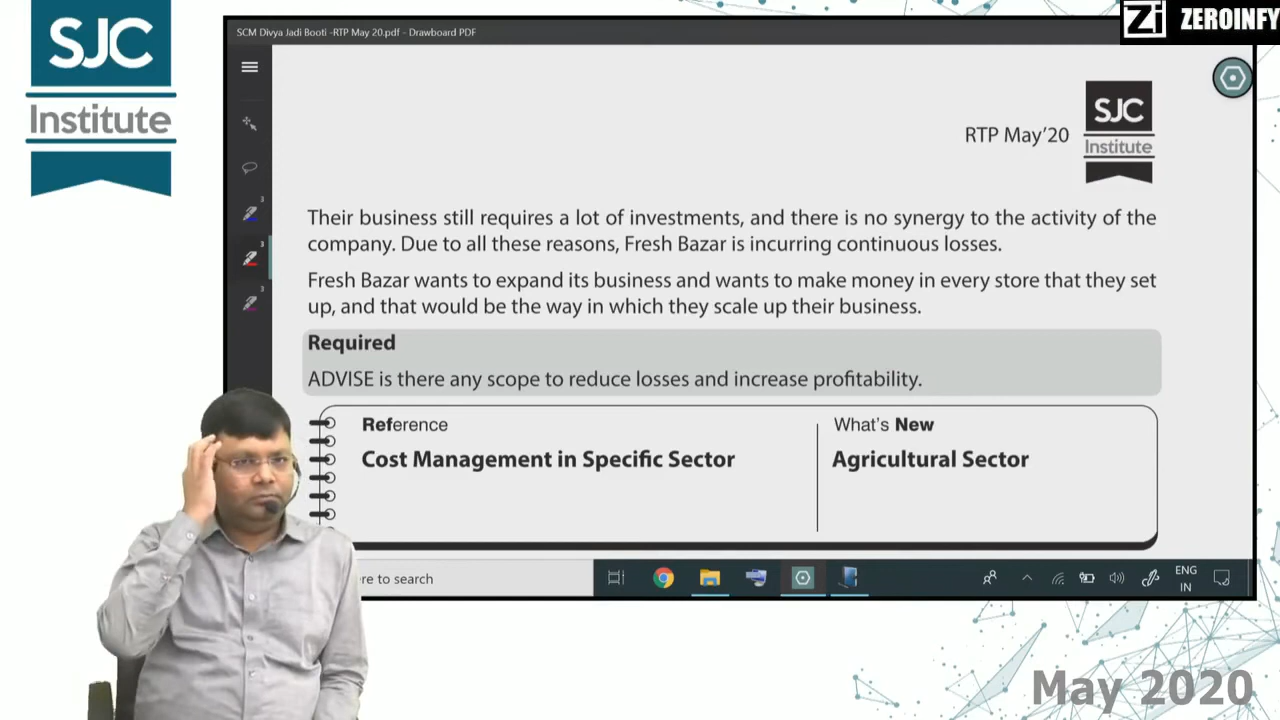 SJC
Institute
SCM Divya Jadi Booti -RTP May 20.pdf - Drawboard PDF
Zi ZEROINFY
RTP May'20
SJC
Institute
Their business still requires a lot of investments, and there is no synergy to the activity of the
company. Due to all these reasons, Fresh Bazar is incurring continuous losses.
Fresh Bazar wants to expand its business and wants to make money in every store that they set
up, and that would be the way in which they scale up their business.
Required
ADVISE is there any scope to reduce losses and increase profitability.
Reference
What's New
Cost Management in Specific Sector
Agricultural Sector
3
3
3
re to search
ENG
IN
May 2020